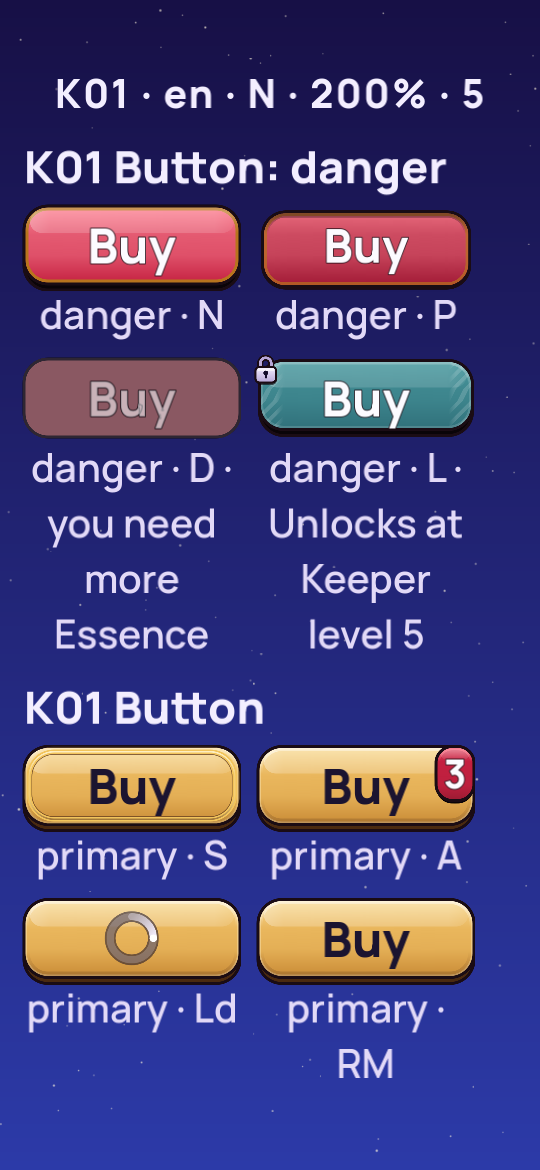 K01 · en · N · 200% · 5
K01 Button: danger
Buy
Buy
danger · N
danger · P
Buy
Buy
danger · D ·
you need
more
Essence
danger · L ·
Unlocks at
Keeper
level 5
K01 Button
Buy
Buy
3
primary · S
primary · A
Buy
primary · Ld
primary ·
RM